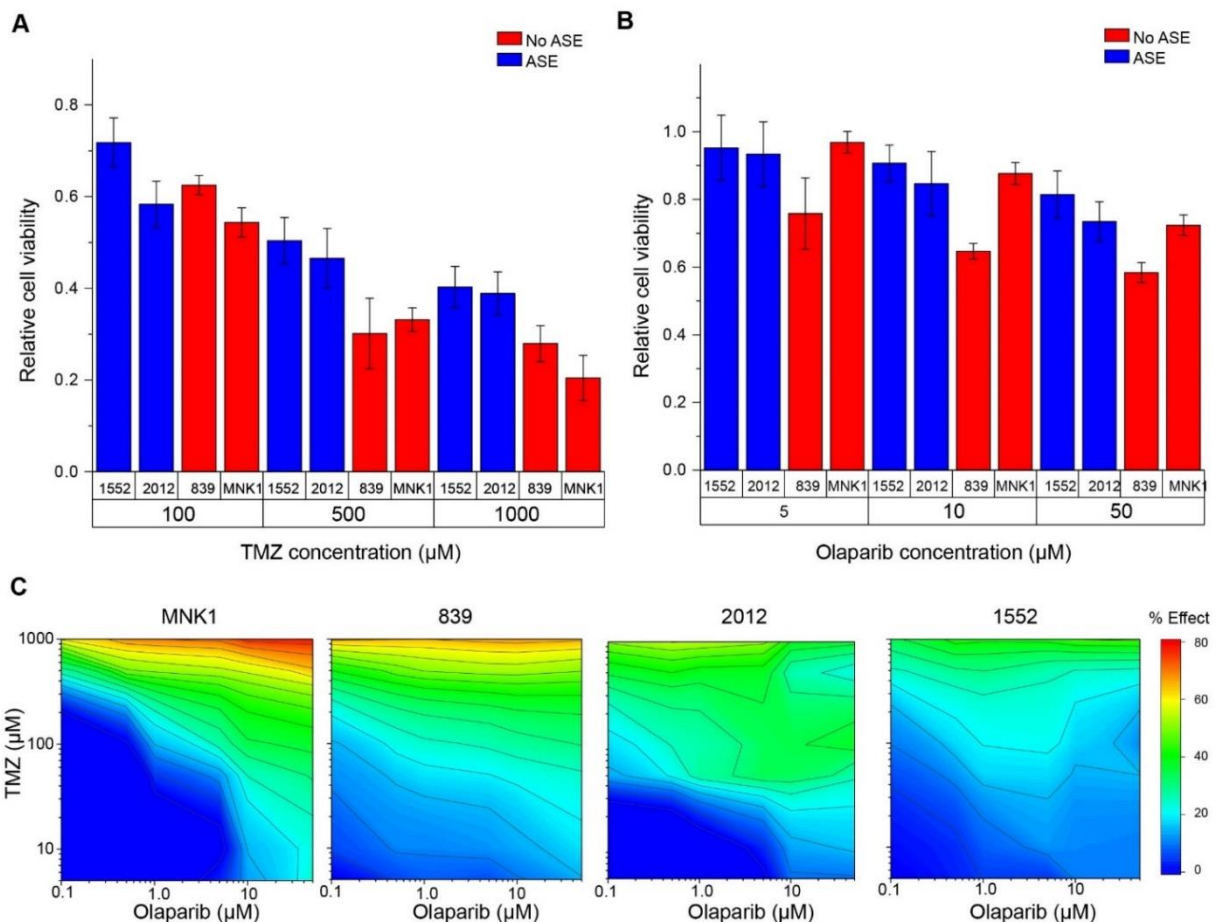 A
No ASE
ASE
0.8
0.6
0.4
0.2
0.0
Relative cell viability
1552 2012 839 MNK1 1552 2012 839 MNK1 1552 2012 839 MNK1
100 500 1000
TMZ concentration (µM)
B
No ASE
ASE
1.0
0.8
0.6
0.4
0.2
0.0
Relative cell viability
1552 2012 839 MNK1 1552 2012 839 MNK1 1552 2012 839 MNK1
5 10 50
Olaparib concentration (µM)
C
MNK1 839 2012 1552 % Effect
1000
100
10
TMZ (µM)
0.1 1.0 10 0.1 1.0 10 0.1 1.0 10 0.1 1.0 10
Olaparib (µM) Olaparib (µM) Olaparib (µM) Olaparib (µM)
80
60
40
20
0